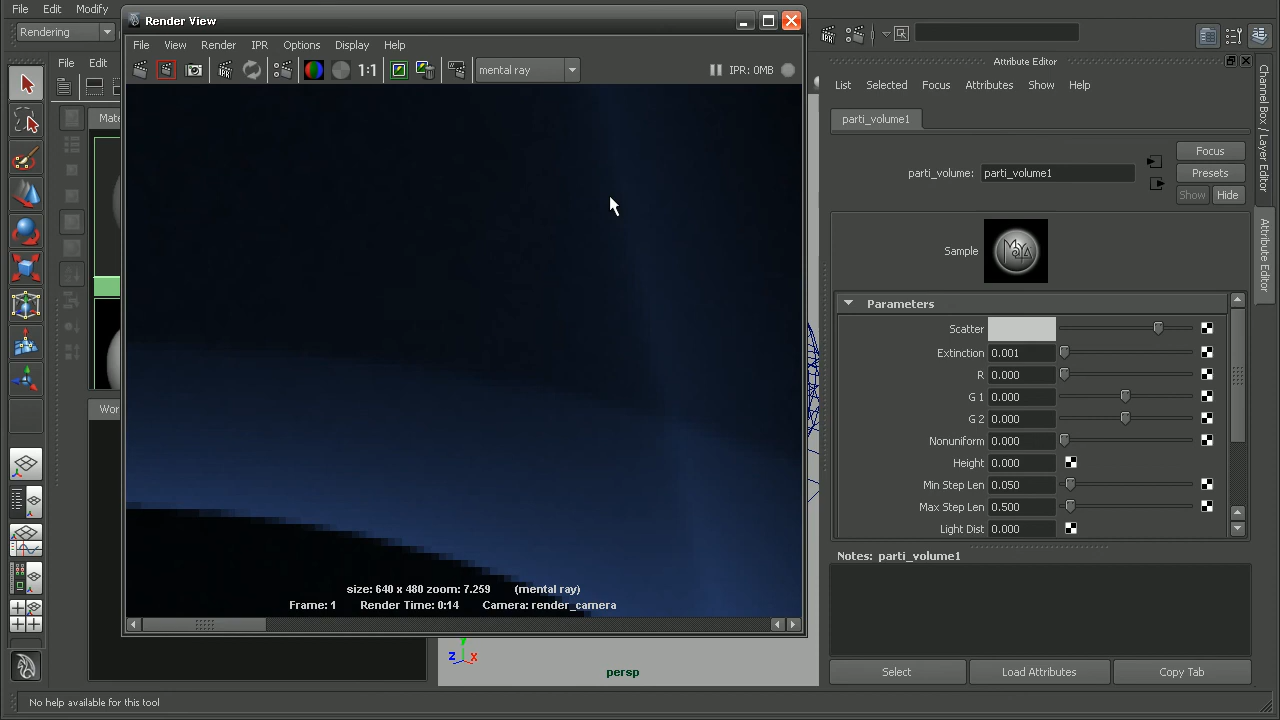 File Edit Modify
Render View
Rendering
File View Render IPR Options Display Help
File Edit
1:1
mental ray
IPR: 0MB
Mate
Wor
size: 640 x 480 zoom: 7.259 (mental ray)
Frame: 1 Render Time: 0:14 Camera: render_camera
Y
Z X
persp
No help available for this tool
Attribute Editor
List Selected Focus Attributes Show Help
parti_volume1
parti_volume: parti_volume1
Focus
Presets
Show Hide
Sample
MAYA
Parameters
Scatter
Extinction 0.001
R 0.000
G 1 0.000
G 2 0.000
Nonuniform 0.000
Height 0.000
Min Step Len 0.050
Max Step Len 0.500
Light Dist 0.000
Notes: parti_volume1
Select Load Attributes Copy Tab
Channel Box / Layer Editor
Attribute Editor